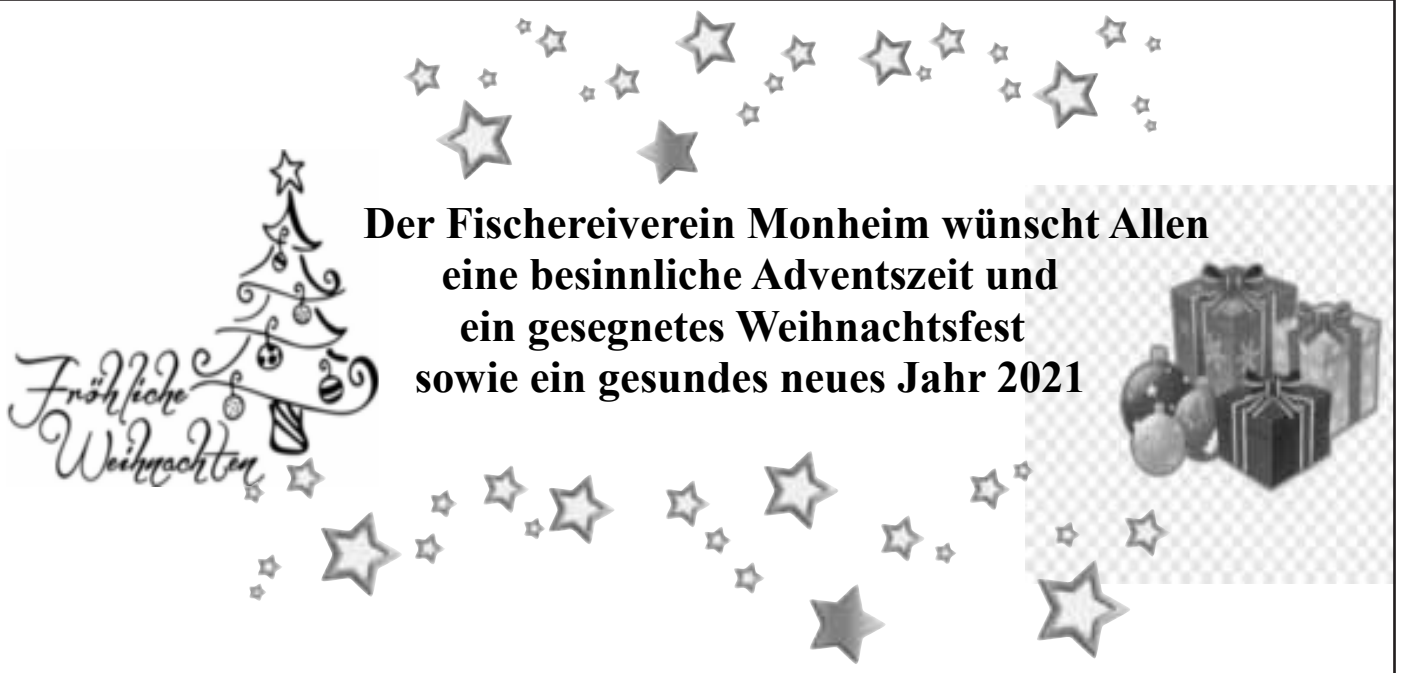 Der Fischereiverein Monheim wünscht Allen
eine besinnliche Adventszeit und
ein gesegnetes Weihnachtsfest
sowie ein gesundes neues Jahr 2021
Fröhliche
Weihnachten